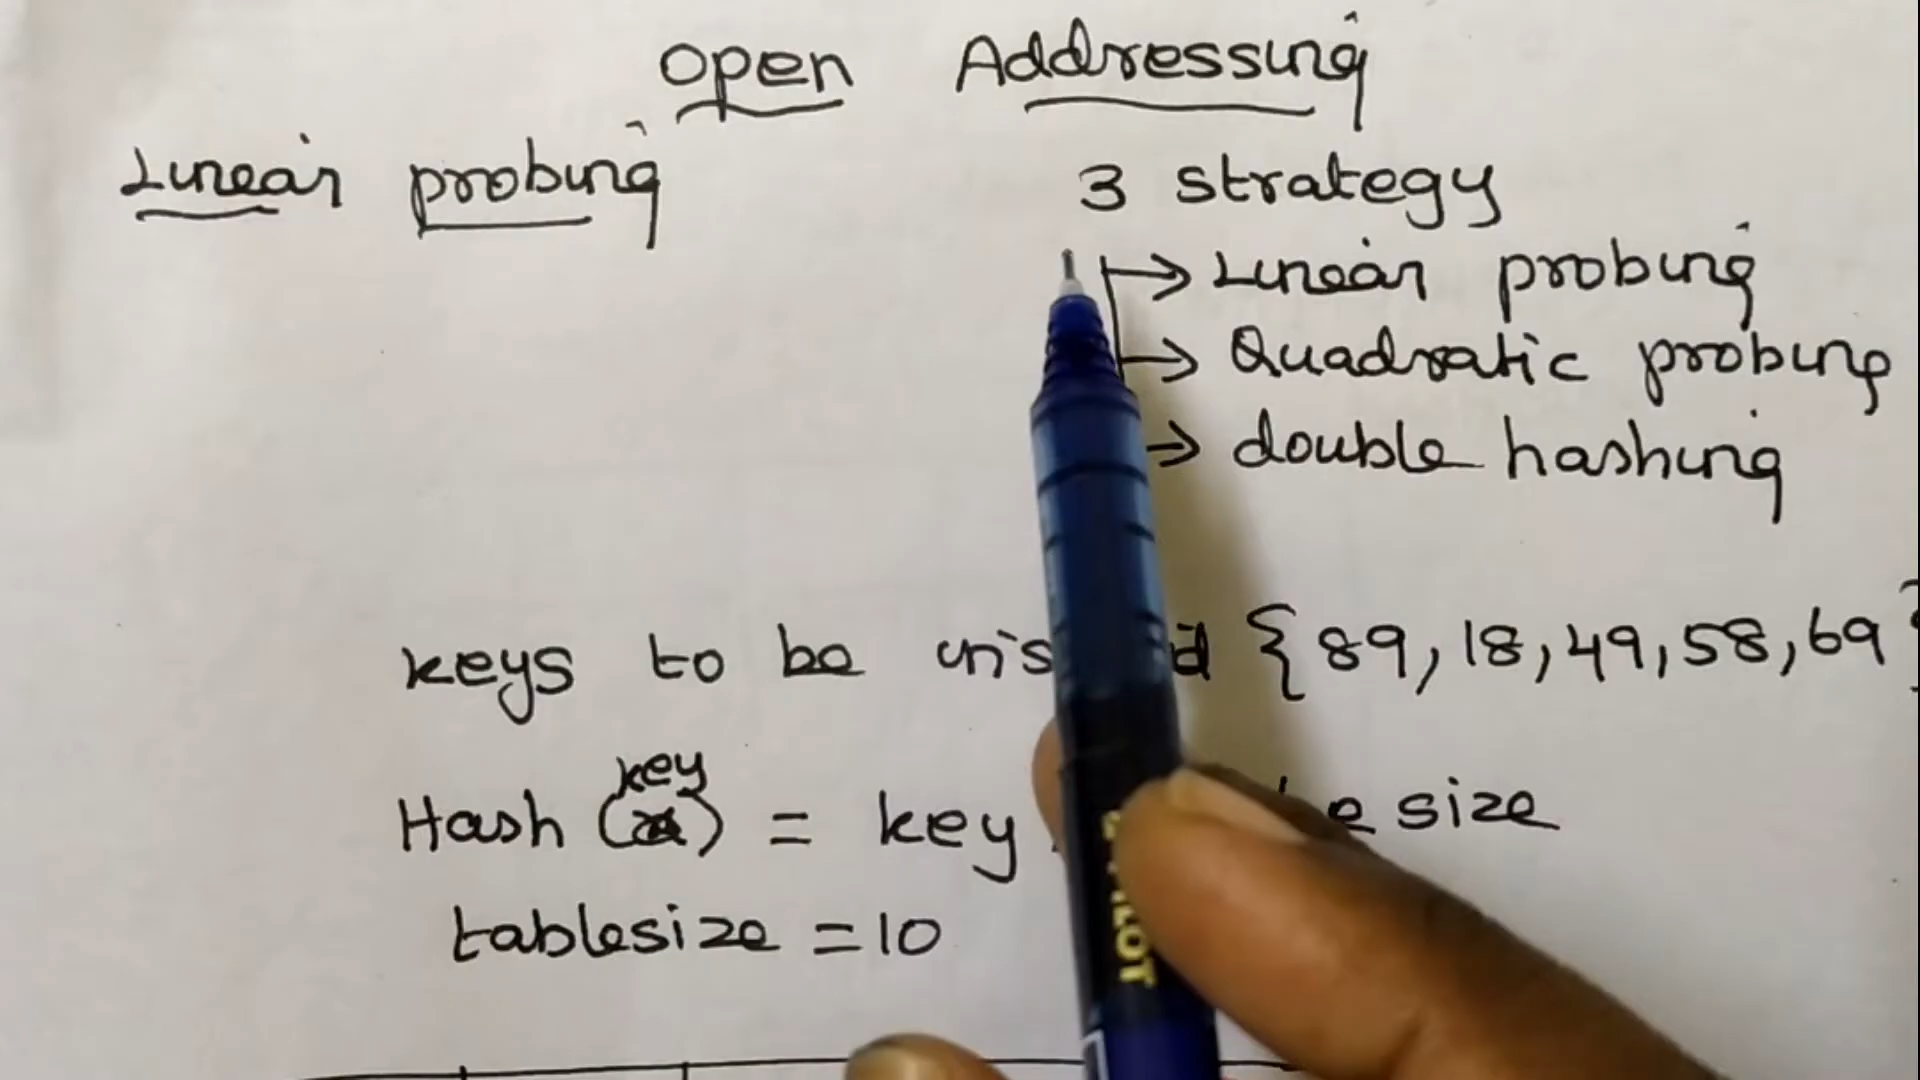 Open Addressing
Linear probing
3 strategy
→ Linear probing
→ Quadratic probing
→ double hashing
keys to be {89, 18, 49, 58, 69}
Hash (key) = key size
tablesize = 10
PILOT